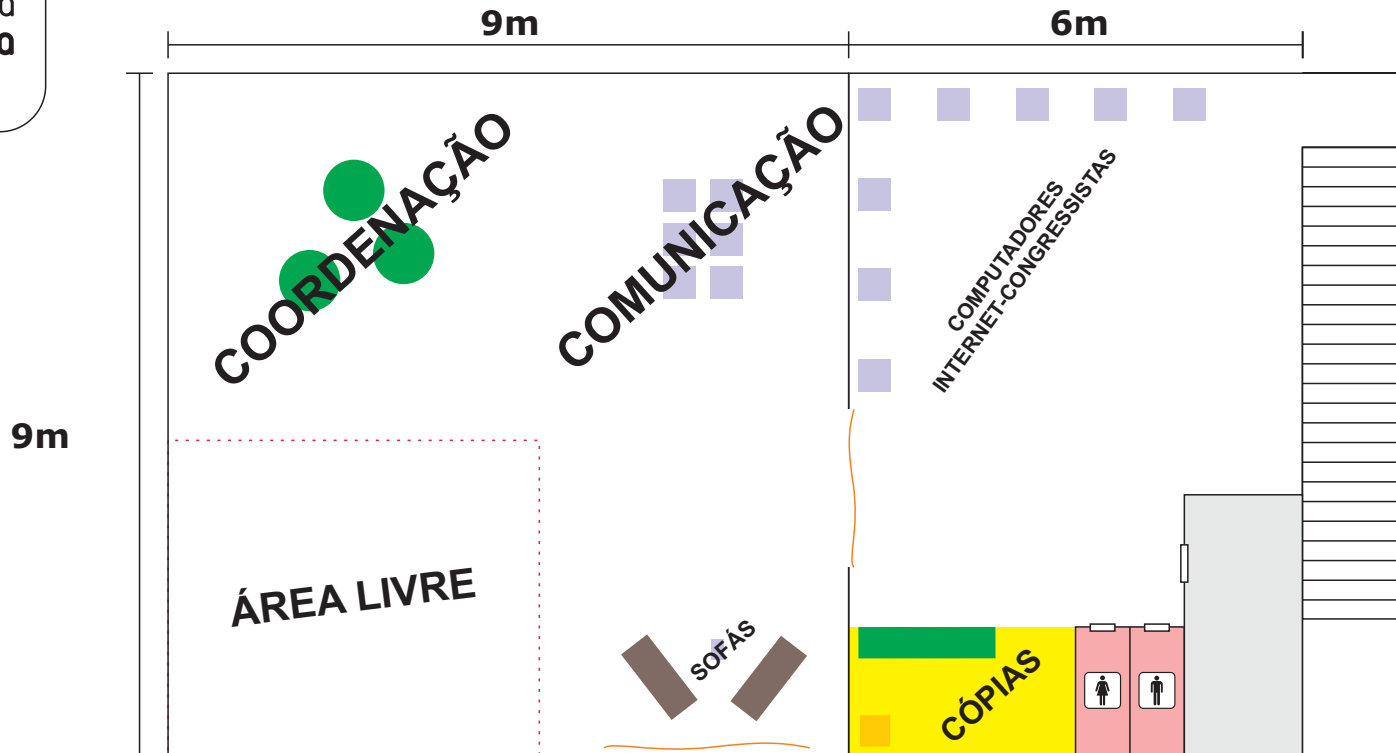 a
a
9m
6m
COORDENAÇÃO
COMUNICAÇÃO
COMPUTADORES
INTERNET-CONGRESSISTAS
9m
ÁREA LIVRE
SOFÁS
CÓPIAS